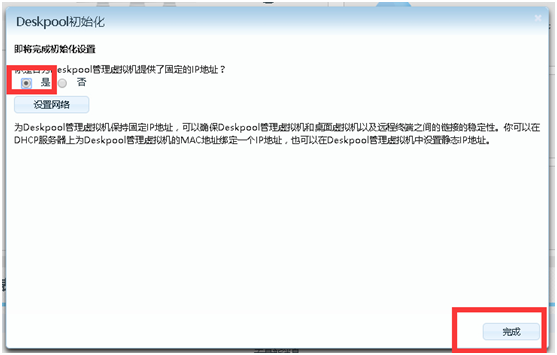 Deskpool初始化
即将完成初始化设置
Deskpool管理虚拟机提供了固定的IP地址？
是 否
设置网络
为Deskpool管理虚拟机保持固定IP地址，可以确保Deskpool管理虚拟机和桌面虚拟机以及远程终端之间的链接的稳定性。你可以在
DHCP服务器上为Deskpool管理虚拟机的MAC地址绑定一个IP地址，也可以在Deskpool管理虚拟机中设置静态IP地址。
完成